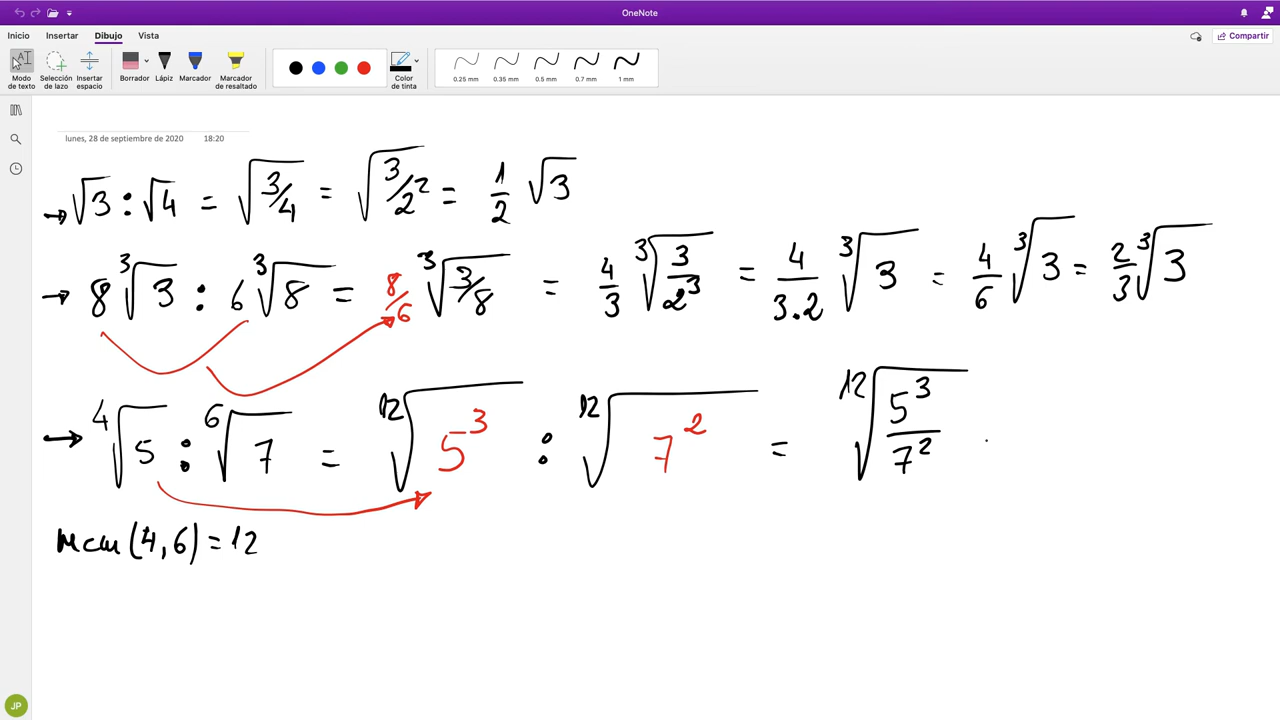 OneNote
Inicio Insertar Dibujo Vista Compartir
Modo de texto Selección de lazo Insertar espacio Borrador Lápiz Marcador Marcador de resaltado Color de tinta 0.25 mm 0.35 mm 0.5 mm 0.7 mm 1 mm
lunes, 28 de septiembre de 2020 18:20
→ √3 : √4 = √(3/4) = √(3/2²) = 1/2 √3
→ 8 ∛3 : 6 ∛8 = 8/6 ∛(3/8) = 4/3 ∛(3/2³) = 4/(3.2) ∛3 = 4/6 ∛3 = 2/3 ∛3
→ ⁴√5 : ⁶√7 = ¹²√5³ : ¹²√7² = ¹²√(5³/7²)
mcm (4,6) = 12
JP